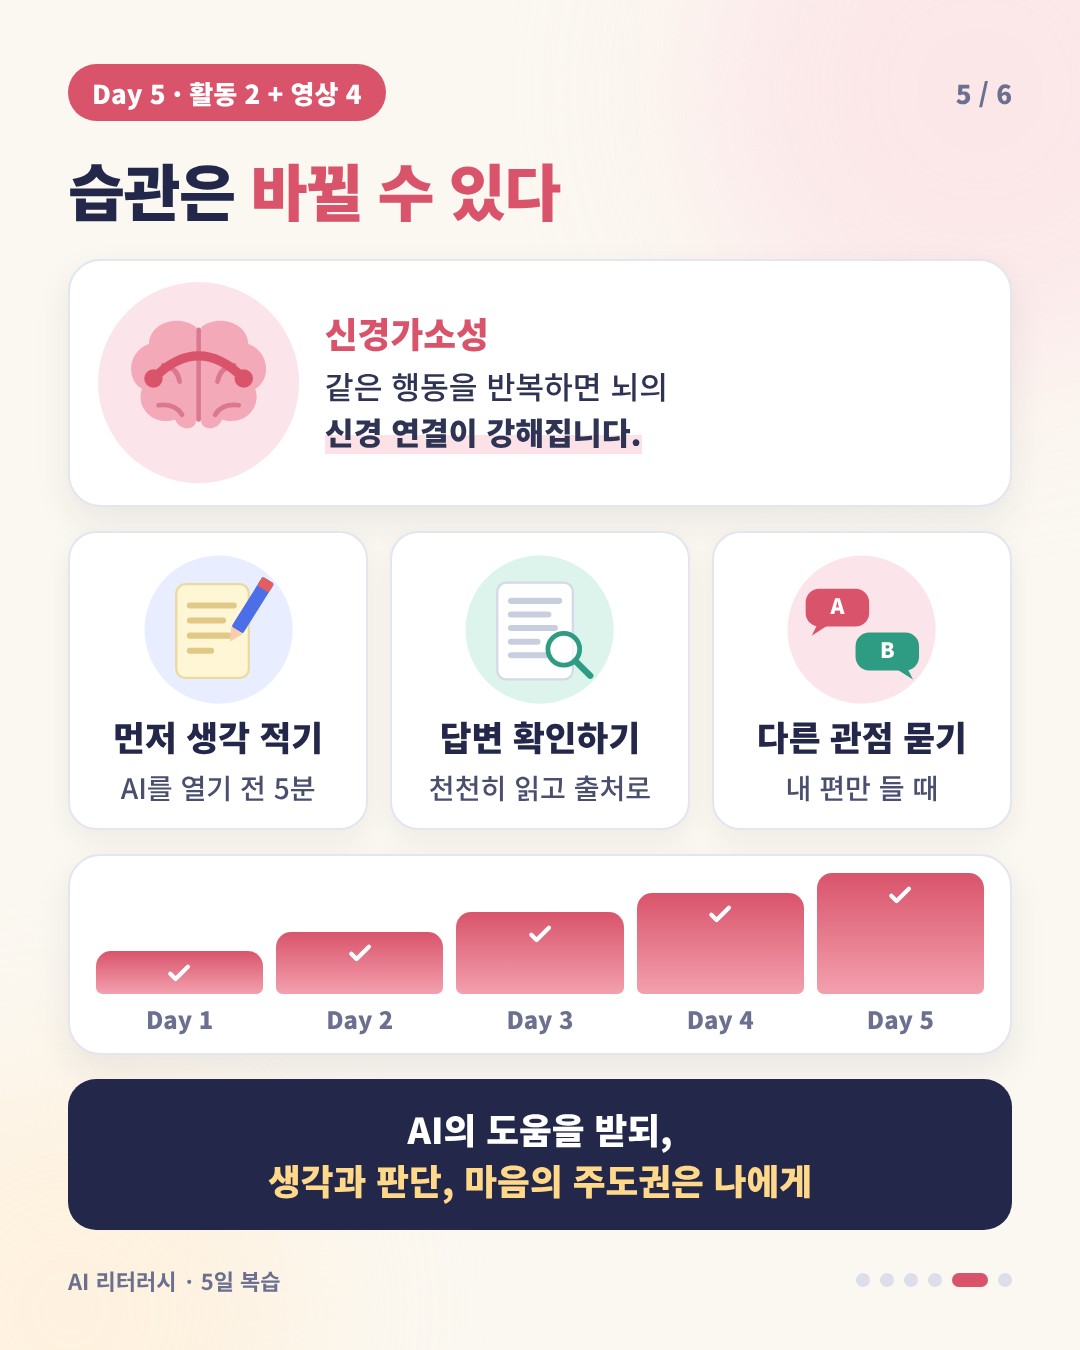 Day 5 · 활동 2 + 영상 4
5 / 6
습관은 바뀔 수 있다
신경가소성
같은 행동을 반복하면 뇌의
신경 연결이 강해집니다.
먼저 생각 적기
AI를 열기 전 5분
답변 확인하기
천천히 읽고 출처로
A
B
다른 관점 묻기
내 편만 들 때
Day 1
Day 2
Day 3
Day 4
Day 5
AI의 도움을 받되,
생각과 판단, 마음의 주도권은 나에게
AI 리터러시 · 5일 복습